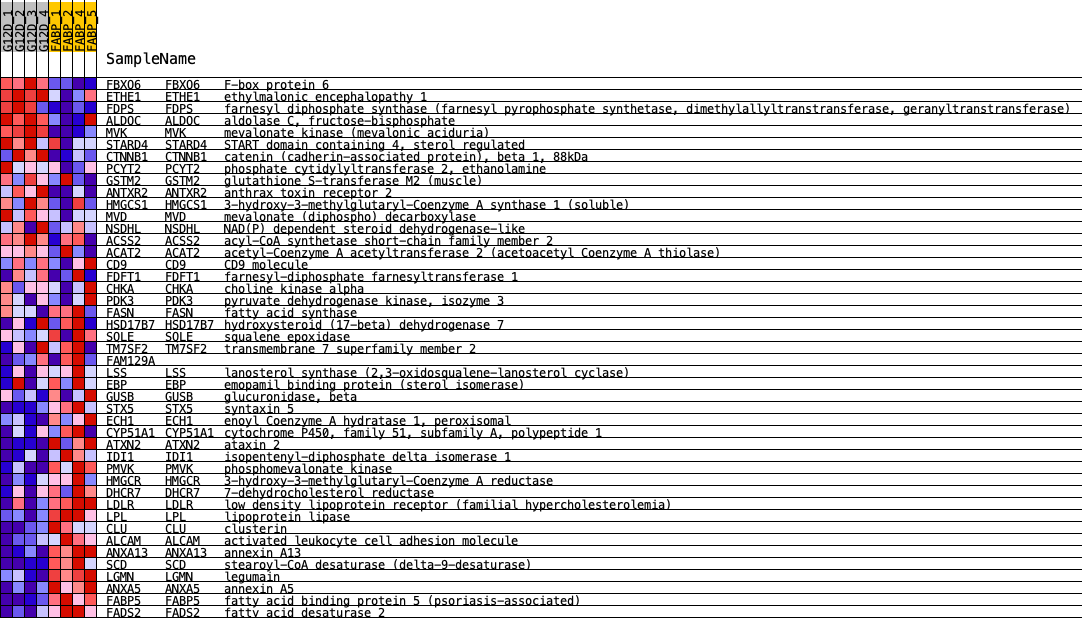 G12D_1
G12D_2
G12D_3
G12D_4
FABP_1
FABP_2
FABP_4
FABP_5
SampleName
FBXO6 FBXO6 F-box protein 6
ETHE1 ETHE1 ethylmalonic encephalopathy 1
FDPS FDPS farnesyl diphosphate synthase (farnesyl pyrophosphate synthetase, dimethylallyltranstransferase, geranyltranstransferase)
ALDOC ALDOC aldolase C, fructose-bisphosphate
MVK MVK mevalonate kinase (mevalonic aciduria)
STARD4 STARD4 START domain containing 4, sterol regulated
CTNNB1 CTNNB1 catenin (cadherin-associated protein), beta 1, 88kDa
PCYT2 PCYT2 phosphate cytidylyltransferase 2, ethanolamine
GSTM2 GSTM2 glutathione S-transferase M2 (muscle)
ANTXR2 ANTXR2 anthrax toxin receptor 2
HMGCS1 HMGCS1 3-hydroxy-3-methylglutaryl-Coenzyme A synthase 1 (soluble)
MVD MVD mevalonate (diphospho) decarboxylase
NSDHL NSDHL NAD(P) dependent steroid dehydrogenase-like
ACSS2 ACSS2 acyl-CoA synthetase short-chain family member 2
ACAT2 ACAT2 acetyl-Coenzyme A acetyltransferase 2 (acetoacetyl Coenzyme A thiolase)
CD9 CD9 CD9 molecule
FDFT1 FDFT1 farnesyl-diphosphate farnesyltransferase 1
CHKA CHKA choline kinase alpha
PDK3 PDK3 pyruvate dehydrogenase kinase, isozyme 3
FASN FASN fatty acid synthase
HSD17B7 HSD17B7 hydroxysteroid (17-beta) dehydrogenase 7
SQLE SQLE squalene epoxidase
TM7SF2 TM7SF2 transmembrane 7 superfamily member 2
FAM129A
LSS LSS lanosterol synthase (2,3-oxidosqualene-lanosterol cyclase)
EBP EBP emopamil binding protein (sterol isomerase)
GUSB GUSB glucuronidase, beta
STX5 STX5 syntaxin 5
ECH1 ECH1 enoyl Coenzyme A hydratase 1, peroxisomal
CYP51A1 CYP51A1 cytochrome P450, family 51, subfamily A, polypeptide 1
ATXN2 ATXN2 ataxin 2
IDI1 IDI1 isopentenyl-diphosphate delta isomerase 1
PMVK PMVK phosphomevalonate kinase
HMGCR HMGCR 3-hydroxy-3-methylglutaryl-Coenzyme A reductase
DHCR7 DHCR7 7-dehydrocholesterol reductase
LDLR LDLR low density lipoprotein receptor (familial hypercholesterolemia)
LPL LPL lipoprotein lipase
CLU CLU clusterin
ALCAM ALCAM activated leukocyte cell adhesion molecule
ANXA13 ANXA13 annexin A13
SCD SCD stearoyl-CoA desaturase (delta-9-desaturase)
LGMN LGMN legumain
ANXA5 ANXA5 annexin A5
FABP5 FABP5 fatty acid binding protein 5 (psoriasis-associated)
FADS2 FADS2 fatty acid desaturase 2